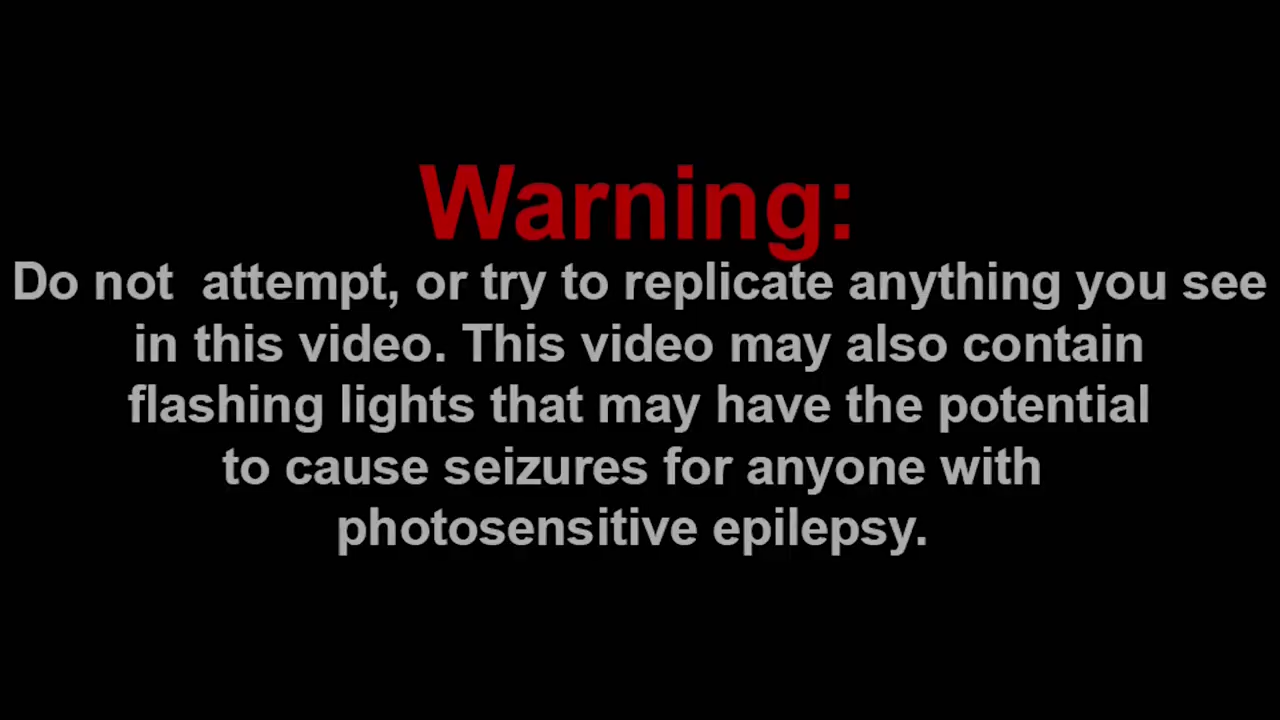 Warning:
Do not  attempt, or try to replicate anything you see
in this video. This video may also contain
flashing lights that may have the potential
to cause seizures for anyone with
photosensitive epilepsy.